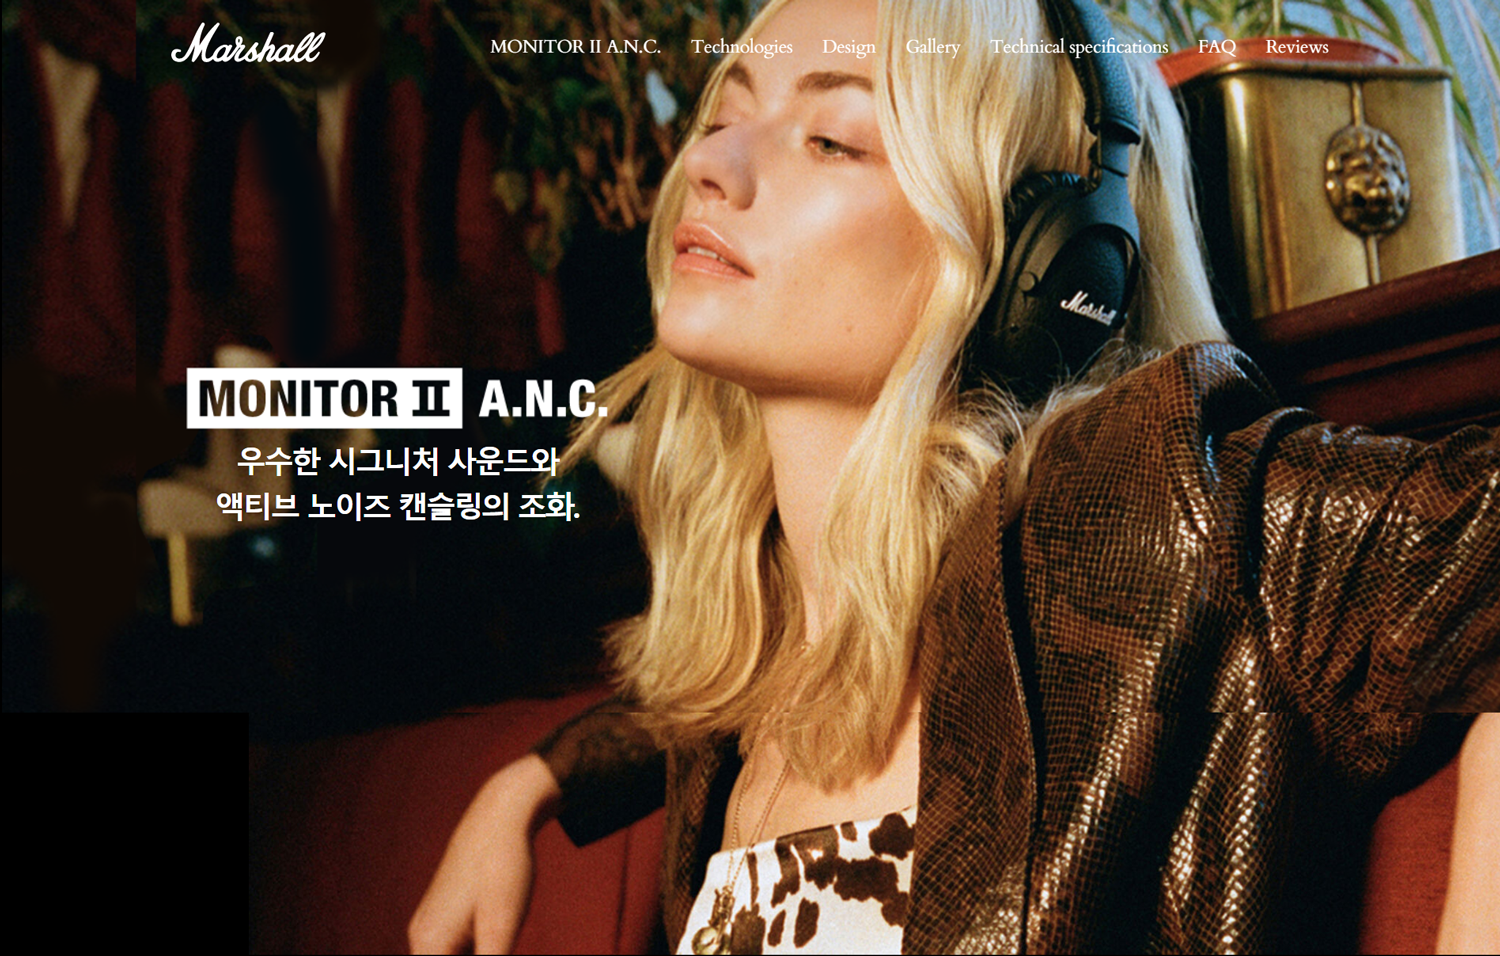 Marshall
MONITOR II A.N.C. Technologies Design Gallery Technical specifications FAQ Reviews
Marshall
MONITOR II A.N.C.
우수한 시그니처 사운드와
액티브 노이즈 캔슬링의 조화.